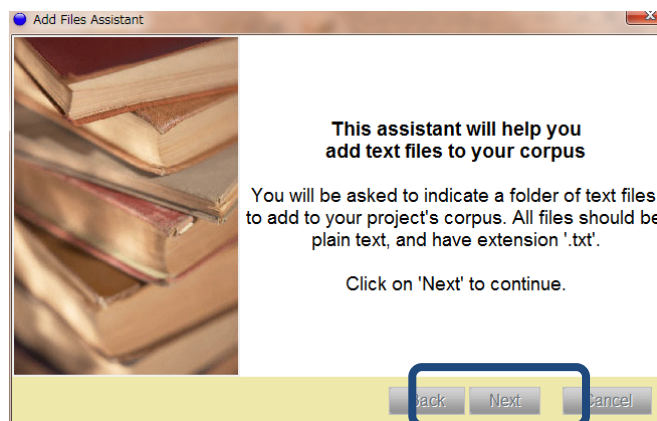 Add Files Assistant
This assistant will help you
add text files to your corpus
You will be asked to indicate a folder of text files
to add to your project's corpus. All files should be
plain text, and have extension '.txt'.
Click on 'Next' to continue.
Back Next Cancel